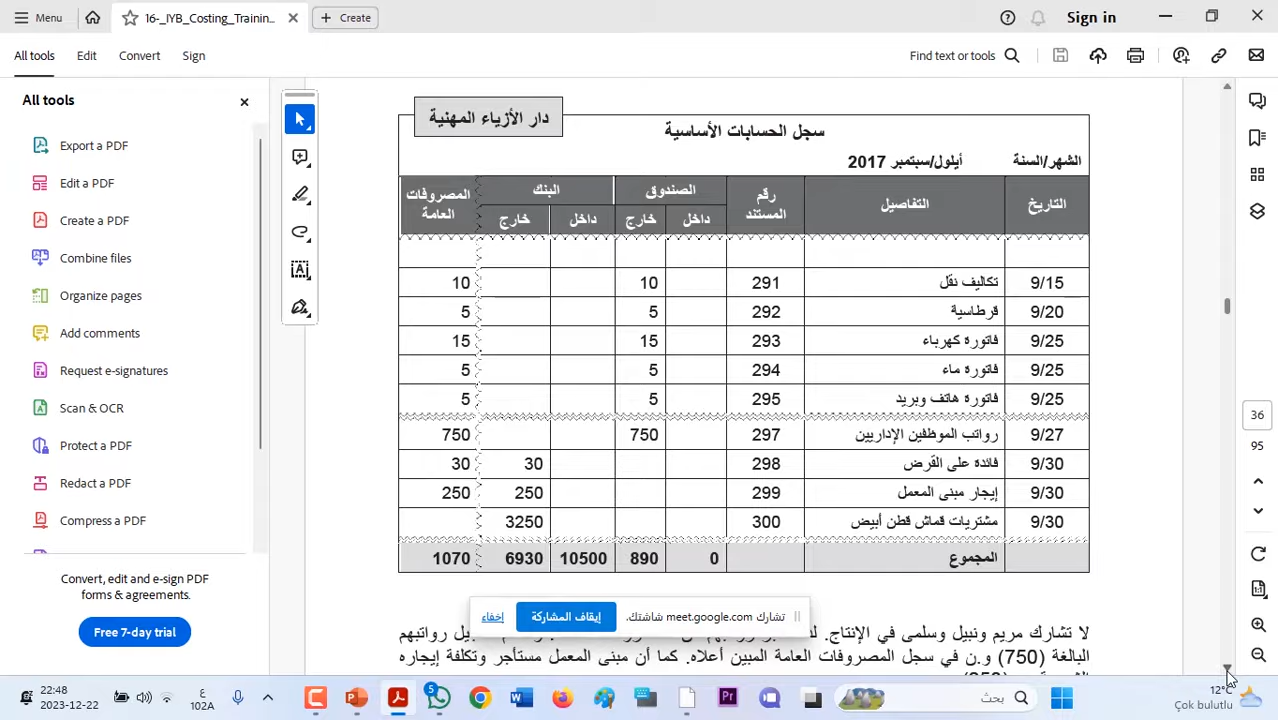 Menu
16-_IYB_Costing_Trainin...
Create
Sign in
All tools
Edit
Convert
Sign
Find text or tools
All tools
Export a PDF
Edit a PDF
Create a PDF
Combine files
Organize pages
Add comments
Request e-signatures
Scan & OCR
Protect a PDF
Redact a PDF
Compress a PDF
Convert, edit and e-sign PDF
forms & agreements.
Free 7-day trial
دار الأزياء المهنية
سجل الحسابات الأساسية
الشهر/السنة أيلول/سبتمبر 2017
التاريخ التفاصيل رقم المستند الصندوق البنك المصروفات العامة
داخل خارج داخل خارج
9/15 تكاليف نقل 291 10 10
9/20 قرطاسية 292 5 5
9/25 فاتورة كهرباء 293 15 15
9/25 فاتورة ماء 294 5 5
9/25 فاتورة هاتف وبريد 295 5 5
9/27 رواتب الموظفين الإداريين 297 750 750
9/30 فائدة على القرض 298 30 30
9/30 إيجار مبنى المعمل 299 250 250
9/30 مشتريات قماش قطن أبيض 300 3250
المجموع 0 890 10500 6930 1070
تشارك meet.google.com شاشتك.
إيقاف المشاركة
إخفاء
لا تشارك مريم ونبيل وسلمى في الإنتاج.
رواتبهم
البالغة (750) و.ن في سجل المصروفات العامة المبين أعلاه. كما أن مبنى المعمل مستأجر وتكلفة إيجاره
36
95
22:48
2023-12-22
ع
102A
5
بحث
12°C
Çok bulutlu